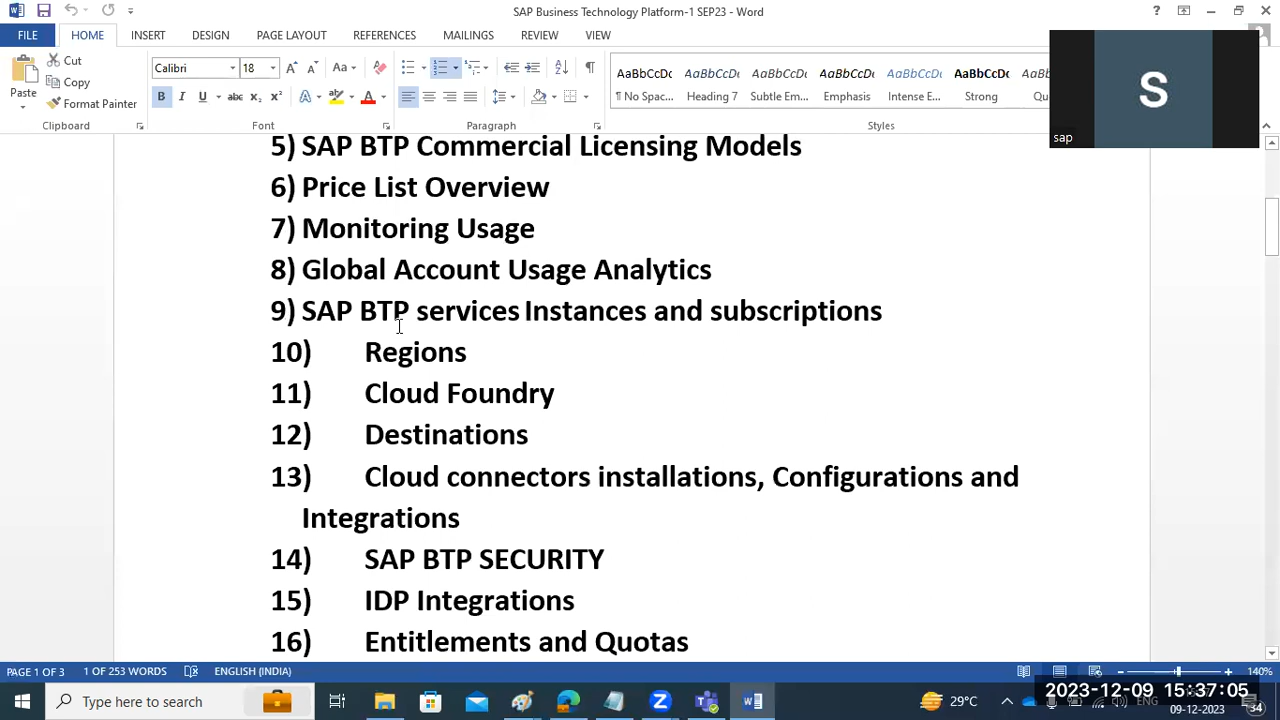 SAP Business Technology Platform-1 SEP23 - Word
FILE HOME INSERT DESIGN PAGE LAYOUT REFERENCES MAILINGS REVIEW VIEW
Paste Cut Copy Format Painter
Calibri 18
AaBbCcDc AaBbCcDc AaBbCcDc AaBbCcDc AaBbCcDc AaBbCcDc
¶ No Spac... Heading 7 Subtle Em... Emphasis Intense E... Strong
Clipboard Font Paragraph Styles
S
sap
5) SAP BTP Commercial Licensing Models
6) Price List Overview
7) Monitoring Usage
8) Global Account Usage Analytics
9) SAP BTP services Instances and subscriptions
10) Regions
11) Cloud Foundry
12) Destinations
13) Cloud connectors installations, Configurations and
Integrations
14) SAP BTP SECURITY
15) IDP Integrations
16) Entitlements and Quotas
PAGE 1 OF 3 1 OF 253 WORDS ENGLISH (INDIA) 140%
Type here to search
29°C
ENG
2023-12-09 15:37:05
09-12-2023
34